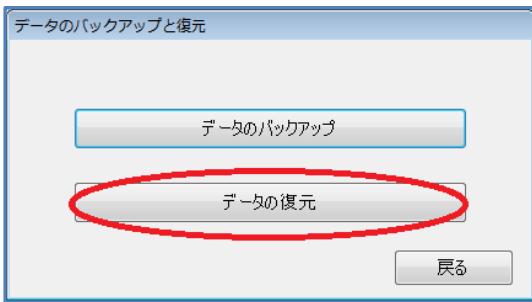 データのバックアップと復元
データのバックアップ
データの復元
戻る